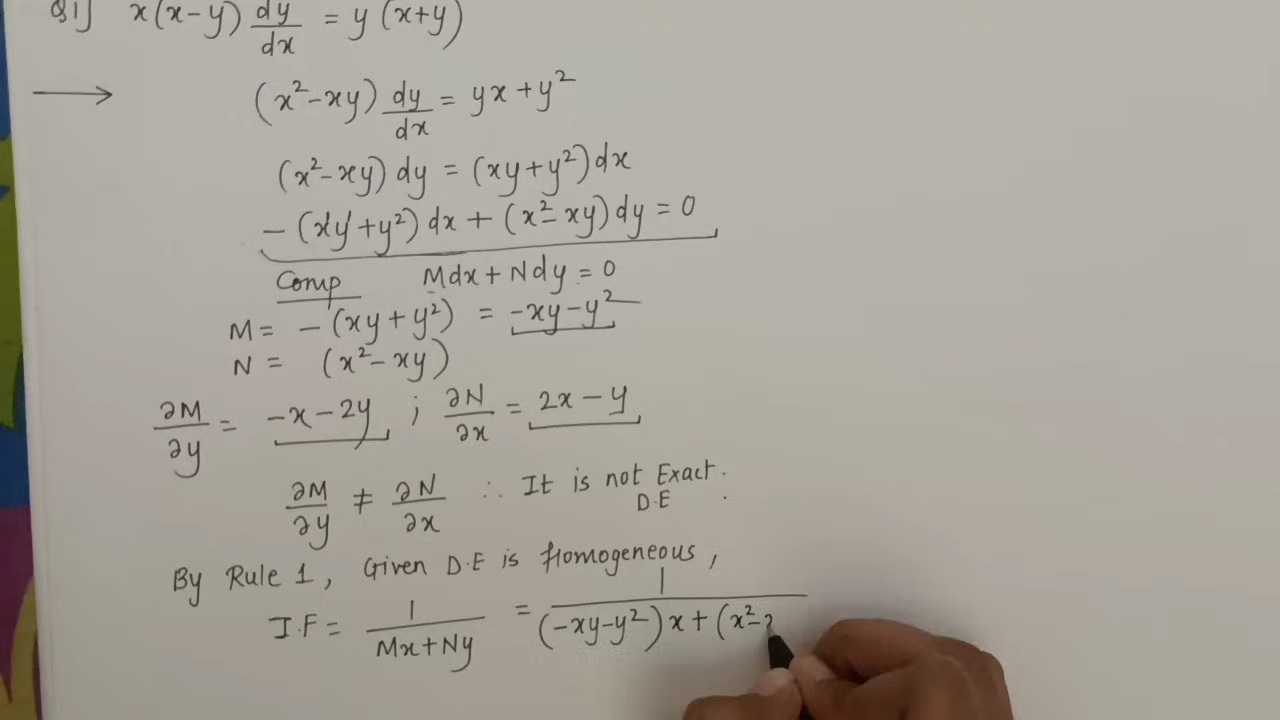 Q1] x(x-y) dy/dx = y (x+y)
(x²-xy) dy/dx = yx+y²
(x²-xy) dy = (xy+y²)dx
- (xy+y²) dx + (x²-xy)dy = 0
Comp Mdx + Ndy = 0
M = - (xy+y²) = -xy-y²
N = (x²-xy)
∂M/∂y = -x-2y ; ∂N/∂x = 2x-y
∂M/∂y ≠ ∂N/∂x ∴ It is not Exact.
D.E
By Rule 1, Given D.E is Homogeneous,
I.F = 1/(Mx+Ny) = 1/((-xy-y²)x+(x²-